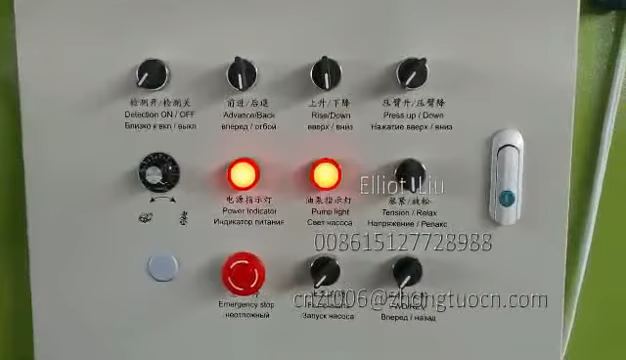 检测开/检测关
Detection ON / OFF
Близко к вкл / выкл
前进/后退
Advance/Back
вперед / отбой
上升/下降
Rise/Down
вверх / вниз
压臂升/压臂降
Press up / Down
Нажатие вверх / вниз
电源指示灯
Power Indicator
Индикатор питания
油泵指示灯
Pump light
Свет насоса
Elliot Liu
胀紧/放松
Tension / Relax
Напряжение / Релакс
008615127728988
Emergency stop
неотложный
cnzt006@zhongtuocn.com
Запуск насоса
Вперед / назад